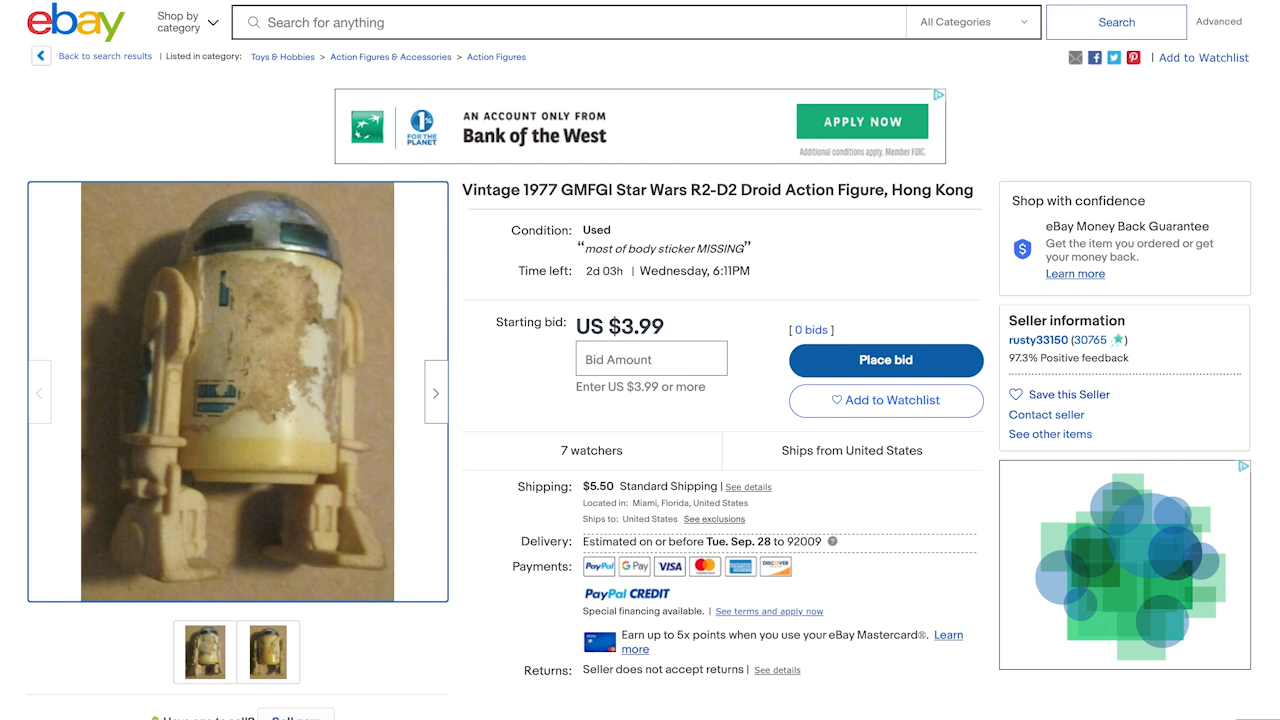 ebay
Shop by
category
Search for anything
All Categories
Search
Advanced
Back to search results | Listed in category: Toys & Hobbies > Action Figures & Accessories > Action Figures
| Add to Watchlist
1%
FOR THE
PLANET
AN ACCOUNT ONLY FROM
Bank of the West
APPLY NOW
Additional conditions apply. Member FDIC.
Vintage 1977 GMFGI Star Wars R2-D2 Droid Action Figure, Hong Kong
Condition: Used
“most of body sticker MISSING”
Time left: 2d 03h | Wednesday, 6:11PM
Starting bid: US $3.99
[ 0 bids ]
Bid Amount
Place bid
Enter US $3.99 or more
Add to Watchlist
7 watchers
Ships from United States
Shipping: $5.50 Standard Shipping | See details
Located in: Miami, Florida, United States
Ships to: United States See exclusions
Delivery: Estimated on or before Tue. Sep. 28 to 92009
Payments: PayPal G Pay VISA DISCOVER
PayPal CREDIT
Special financing available. | See terms and apply now
Earn up to 5x points when you use your eBay Mastercard®. Learn
more
Returns: Seller does not accept returns | See details
Shop with confidence
eBay Money Back Guarantee
Get the item you ordered or get
your money back.
Learn more
Seller information
rusty33150 (30765 )
97.3% Positive feedback
Save this Seller
Contact seller
See other items